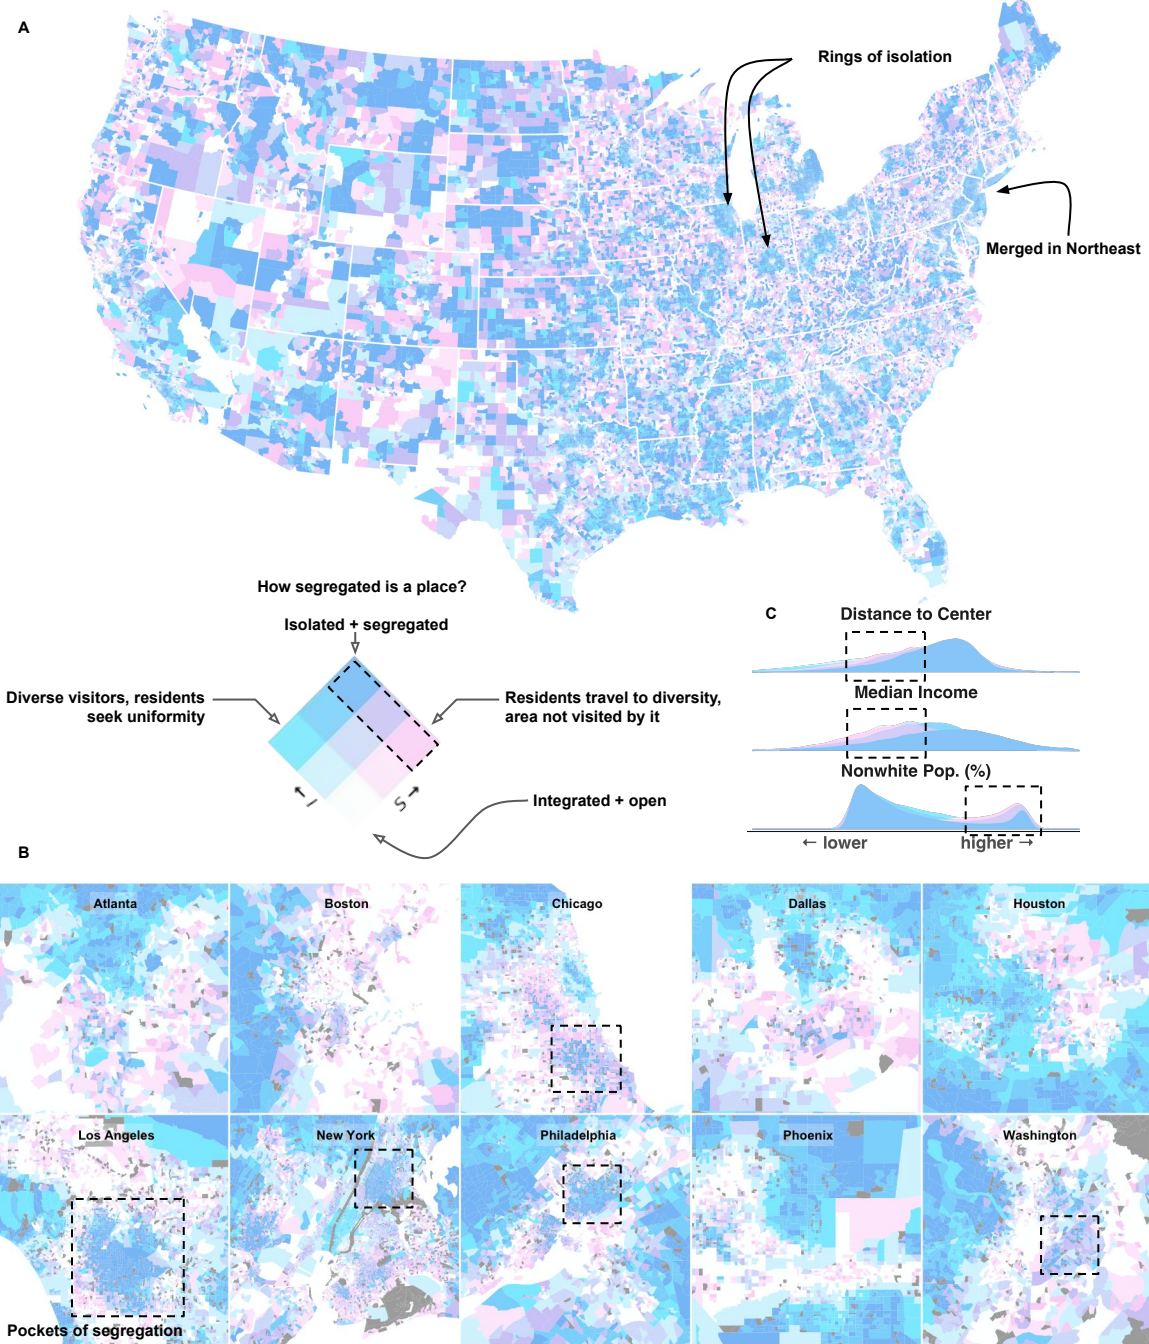 A
Rings of isolation
Merged in Northeast
How segregated is a place?
Isolated + segregated
Diverse visitors, residents
seek uniformity
Residents travel to diversity,
area not visited by it
← I
S →
Integrated + open
C
Distance to Center
Median Income
Nonwhite Pop. (%)
← lower
higher →
B
Atlanta
Boston
Chicago
Dallas
Houston
Los Angeles
New York
Philadelphia
Phoenix
Washington
Pockets of segregation